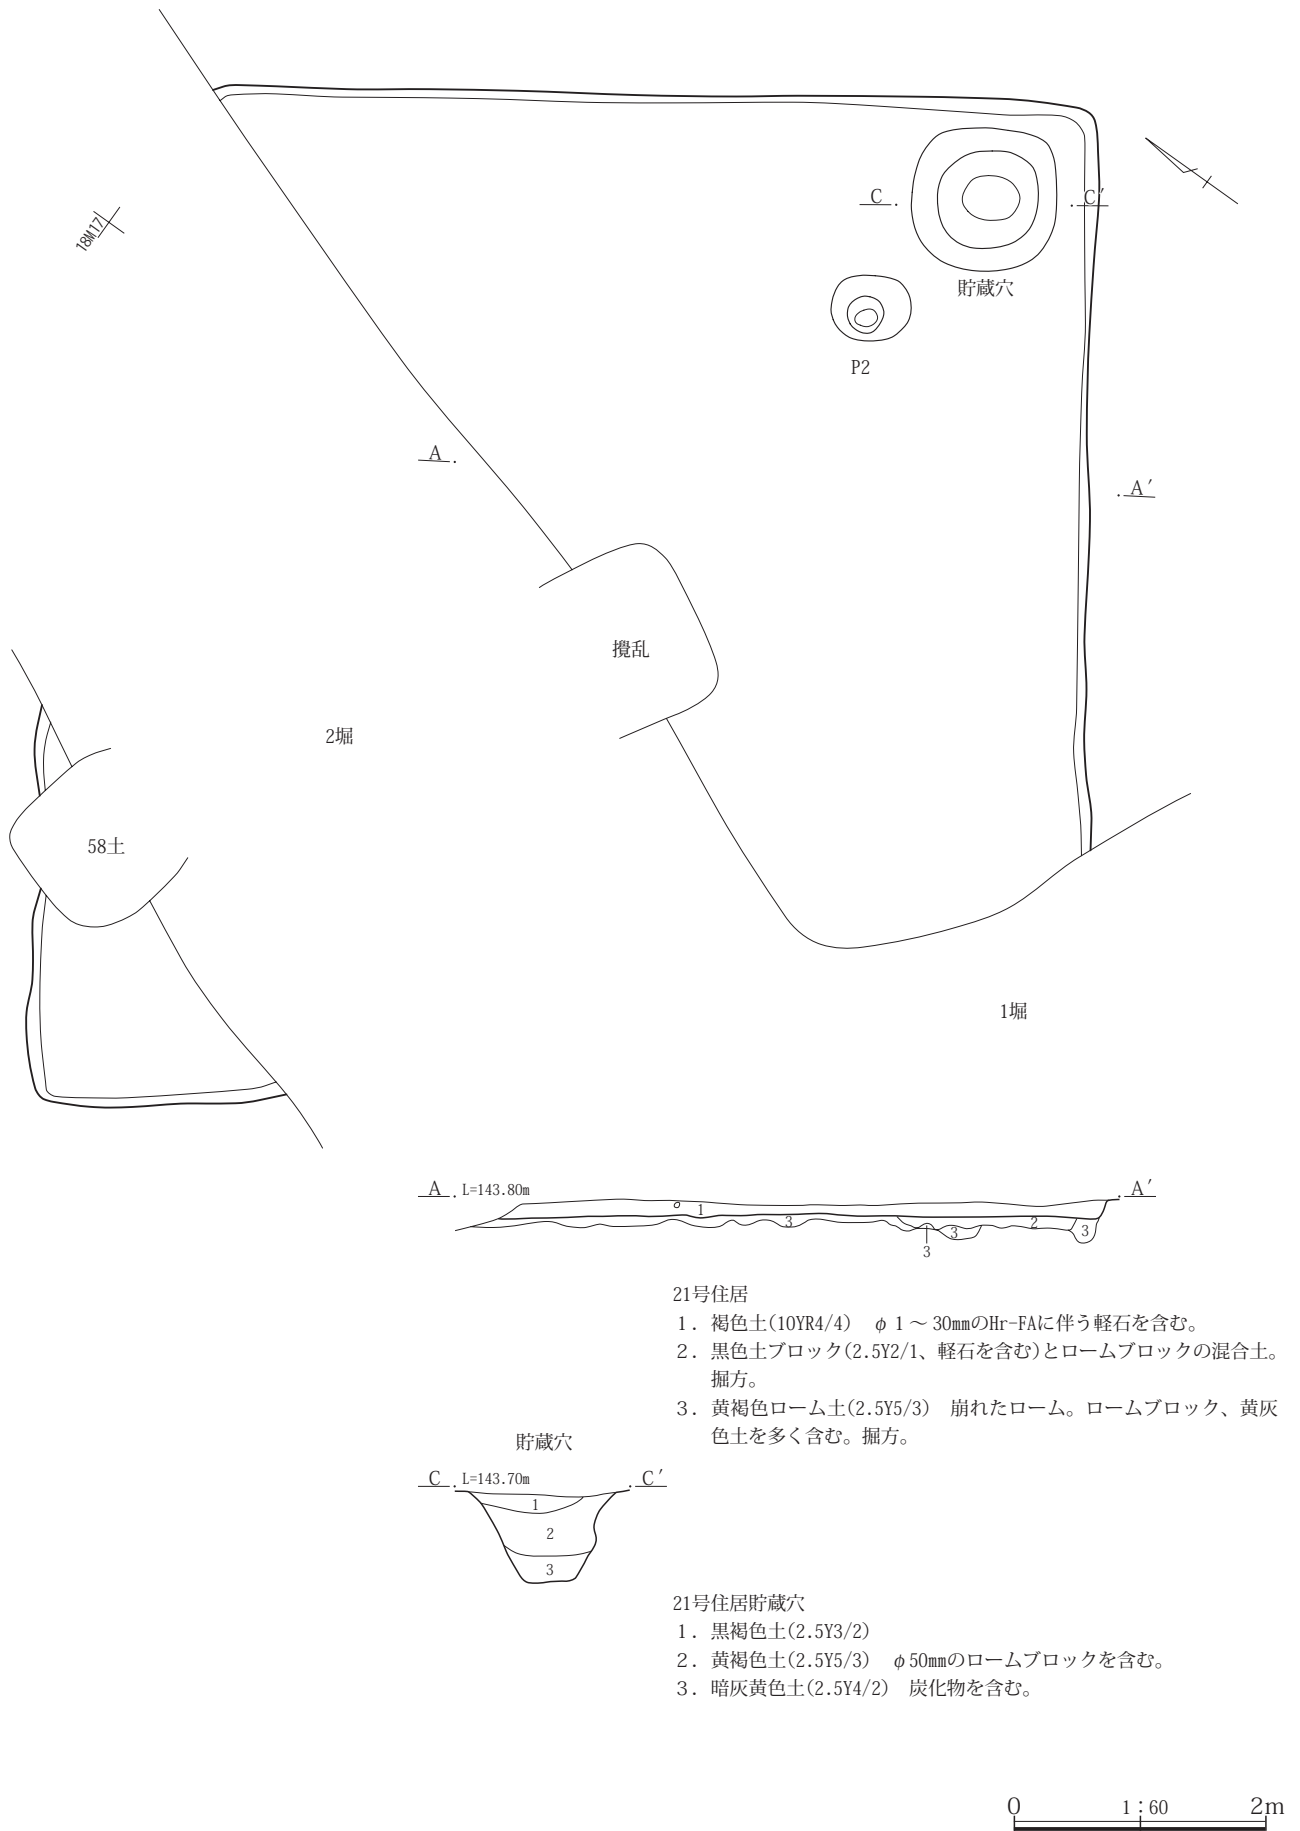 18M17
C
C′
貯蔵穴
P2
A
A′
攪乱
2堀
58土
1堀
A L=143.80m A′
1
3
2
3
3
3
21号住居
1. 褐色土(10YR4/4) φ1~30mmのHr-FAに伴う軽石を含む。
2. 黒色土ブロック(2.5Y2/1、軽石を含む)とロームブロックの混合土。
掘方。
3. 黄褐色ローム土(2.5Y5/3) 崩れたローム。ロームブロック、黄灰
色土を多く含む。掘方。
貯蔵穴
C L=143.70m C′
1
2
3
21号住居貯蔵穴
1. 黒褐色土(2.5Y3/2)
2. 黄褐色土(2.5Y5/3) φ50mmのロームブロックを含む。
3. 暗灰黄色土(2.5Y4/2) 炭化物を含む。
0 1:60 2m